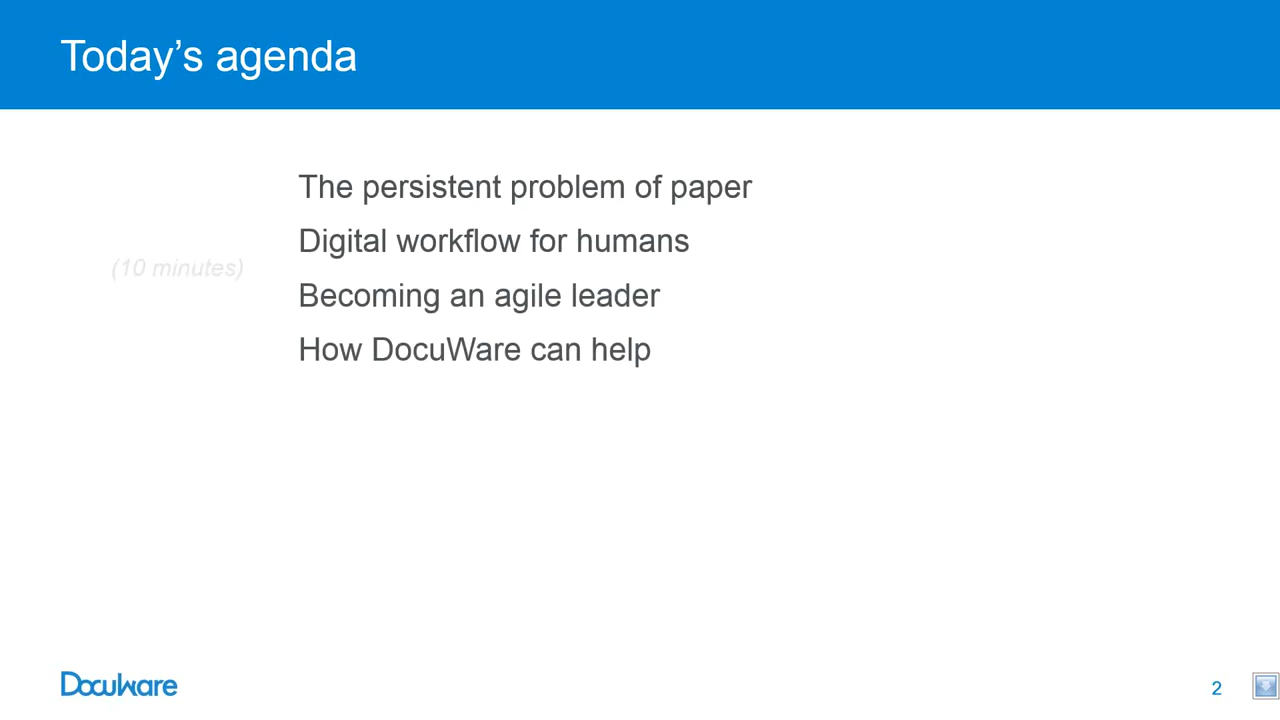 Today’s agenda
The persistent problem of paper
Digital workflow for humans
(10 minutes)
Becoming an agile leader
How DocuWare can help
DocuWare
2